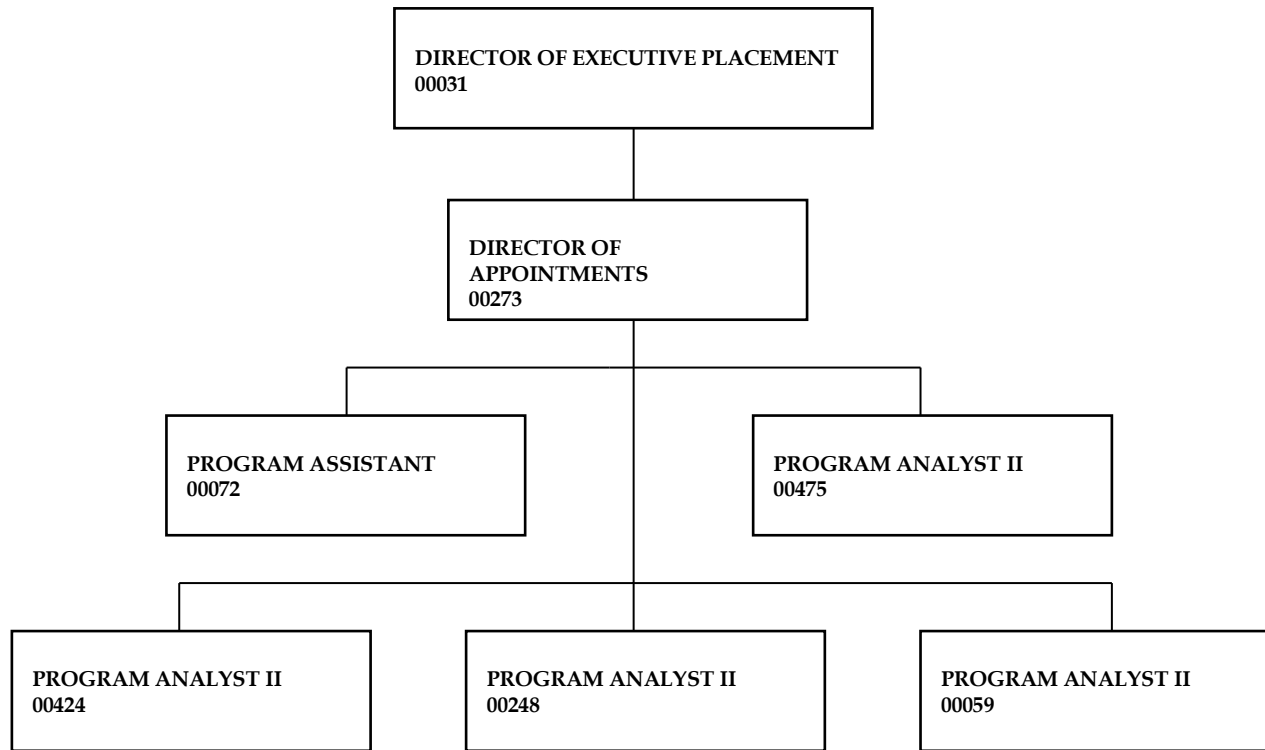 DIRECTOR OF EXECUTIVE PLACEMENT
00031
DIRECTOR OF
APPOINTMENTS
00273
PROGRAM ASSISTANT
00072
PROGRAM ANALYST II
00475
PROGRAM ANALYST II
00424
PROGRAM ANALYST II
00248
PROGRAM ANALYST II
00059